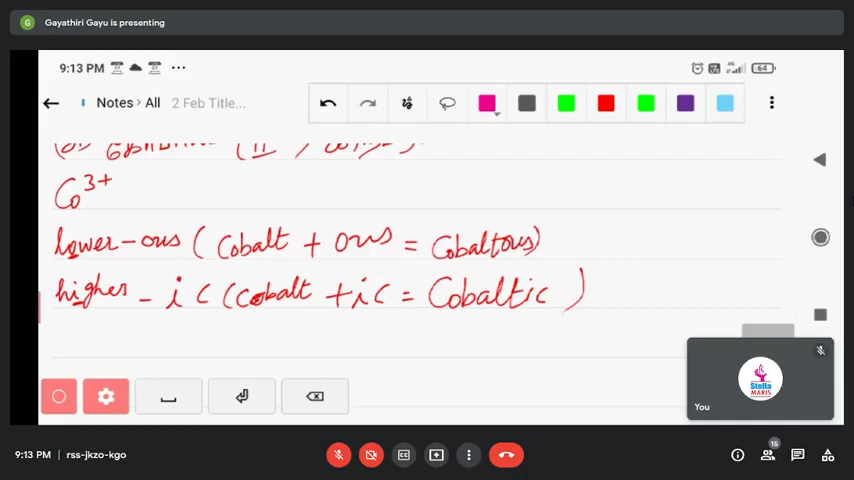 G Gayathiri Gayu is presenting
9:13 PM 64
Notes › All 2 Feb Title...
Co3+
lower - ous ( Cobalt + ous = Cobaltous)
higher - ic (Cobalt + ic = Cobaltic )
Stella
MARIS
You
9:13 PM | rss-jkzo-kgo
15